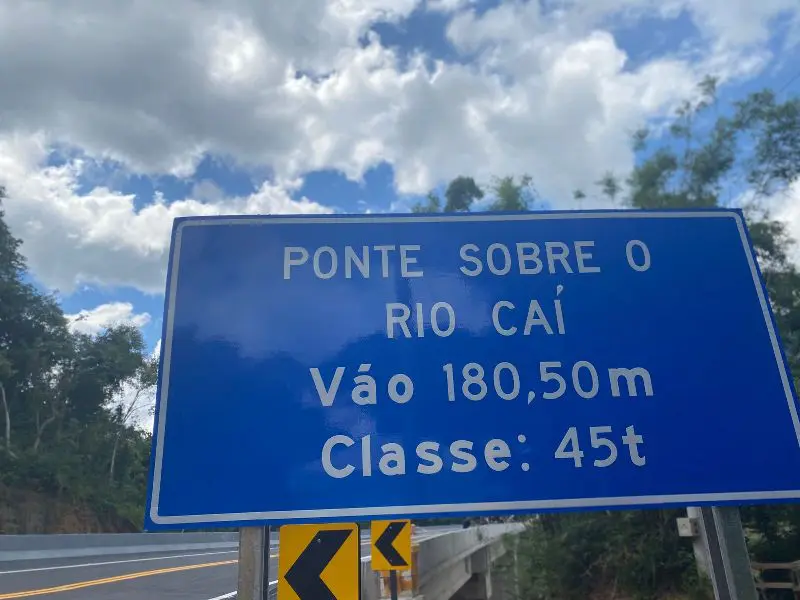 PONTE SOBRE O
RIO CAÍ
Váo 180,50m
Classe: 45t